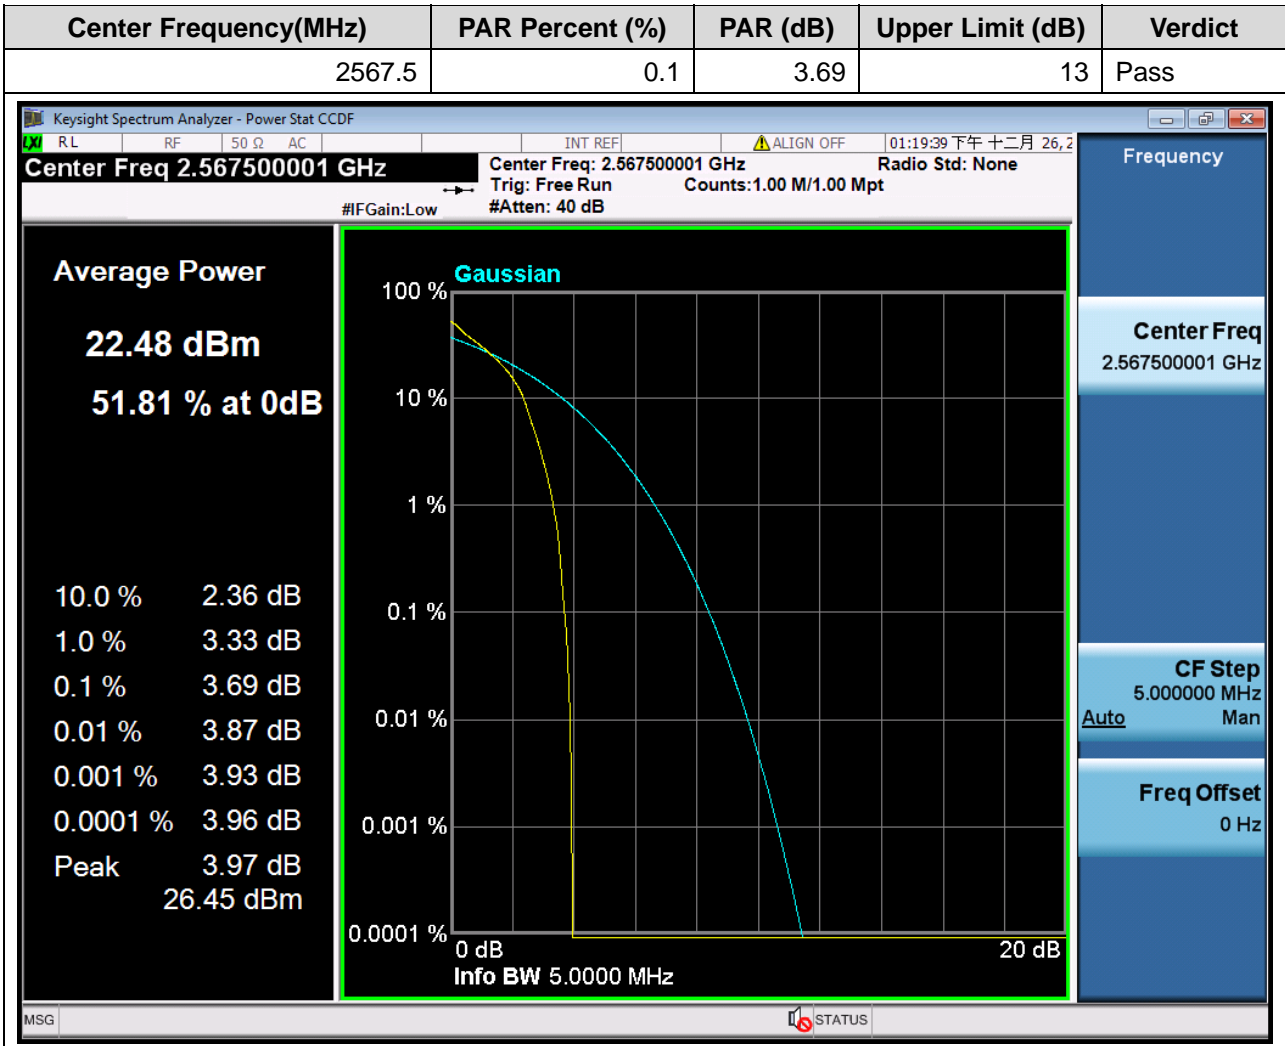 Center Frequency(MHz) PAR Percent (%) PAR (dB) Upper Limit (dB) Verdict
2567.5 0.1 3.69 13 Pass
Keysight Spectrum Analyzer - Power Stat CCDF
LXI RL RF 50 Ω AC INT REF ALIGN OFF 01:19:39 下午 十二月 26, 2
Center Freq 2.567500001 GHz
Center Freq: 2.567500001 GHz Radio Std: None
Trig: Free Run Counts:1.00 M/1.00 Mpt
#IFGain:Low #Atten: 40 dB
Frequency
Average Power
22.48 dBm
51.81 % at 0dB
10.0 % 2.36 dB
1.0 % 3.33 dB
0.1 % 3.69 dB
0.01 % 3.87 dB
0.001 % 3.93 dB
0.0001 % 3.96 dB
Peak 3.97 dB
26.45 dBm
Gaussian
100 %
10 %
1 %
0.1 %
0.01 %
0.001 %
0.0001 %
0 dB 20 dB
Info BW 5.0000 MHz
Center Freq
2.567500001 GHz
CF Step
5.000000 MHz
Auto Man
Freq Offset
0 Hz
MSG STATUS